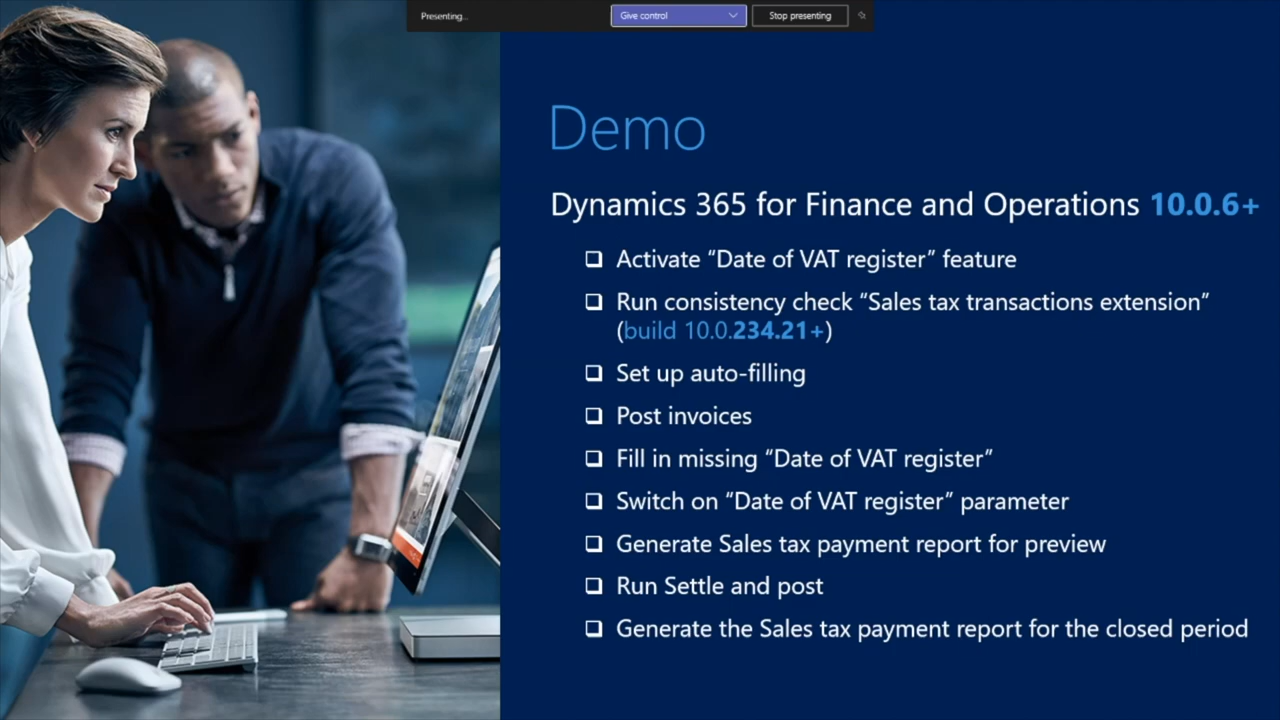 Presenting...
Give control
Stop presenting
Demo
Dynamics 365 for Finance and Operations 10.0.6+
❑ Activate “Date of VAT register” feature
❑ Run consistency check “Sales tax transactions extension”
(build 10.0.234.21+)
❑ Set up auto-filling
❑ Post invoices
❑ Fill in missing “Date of VAT register”
❑ Switch on “Date of VAT register” parameter
❑ Generate Sales tax payment report for preview
❑ Run Settle and post
❑ Generate the Sales tax payment report for the closed period